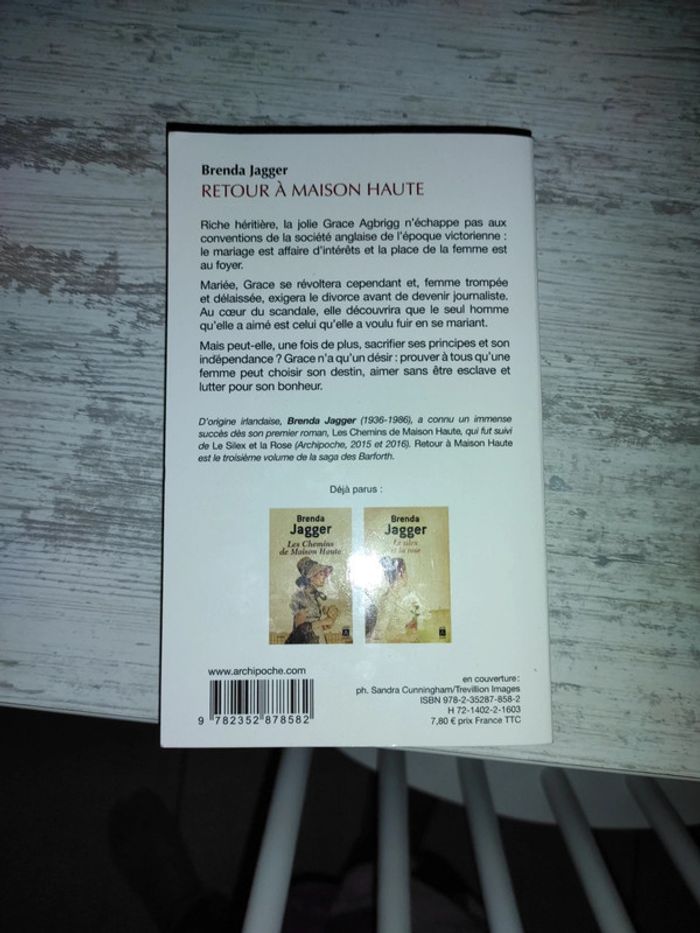 Brenda Jagger
RETOUR À MAISON HAUTE
Riche héritière, la jolie Grace Agbrigg n'échappe pas aux
conventions de la société anglaise de l'époque victorienne :
le mariage est affaire d'intérêts et la place de la femme est
au foyer.
Mariée, Grace se révoltera cependant et, femme trompée
et délaissée, exigera le divorce avant de devenir journaliste.
Au cœur du scandale, elle découvrira que le seul homme
qu'elle a aimé est celui qu'elle a voulu fuir en se mariant.
Mais peut-elle, une fois de plus, sacrifier ses principes et son
indépendance ? Grace n'a qu'un désir : prouver à tous qu'une
femme peut choisir son destin, aimer sans être esclave et
lutter pour son bonheur.
D'origine irlandaise, Brenda Jagger (1936-1986), a connu un immense
succès dès son premier roman, Les Chemins de Maison Haute, qui fut suivi
de Le Silex et la Rose (Archipoche, 2015 et 2016). Retour à Maison Haute
est le troisième volume de la saga des Barforth.
Déjà parus :
Brenda
Jagger
Les Chemins
de Maison Haute
Brenda
Jagger
Le silex
et la rose
www.archipoche.com
9 782352 878582
en couverture :
ph. Sandra Cunningham/Trevillion Images
ISBN 978-2-35287-858-2
H 72-1402-2-1603
7,80 € prix France TTC